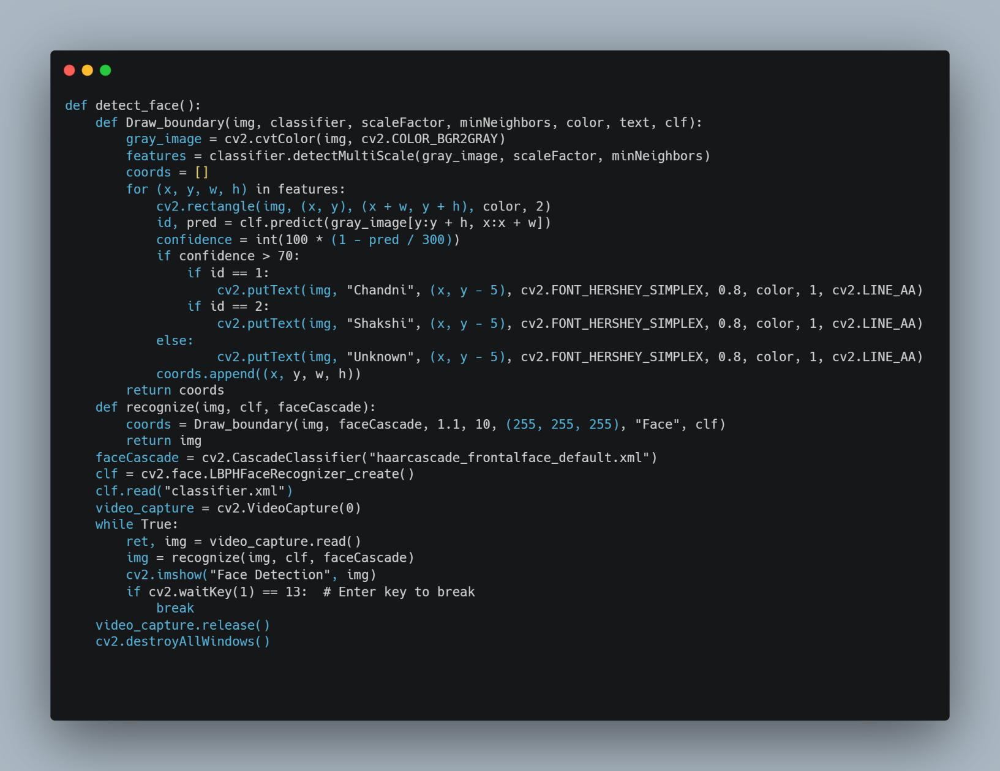 def detect_face():
    def Draw_boundary(img, classifier, scaleFactor, minNeighbors, color, text, clf):
        gray_image = cv2.cvtColor(img, cv2.COLOR_BGR2GRAY)
        features = classifier.detectMultiScale(gray_image, scaleFactor, minNeighbors)
        coords = []
        for (x, y, w, h) in features:
            cv2.rectangle(img, (x, y), (x + w, y + h), color, 2)
            id, pred = clf.predict(gray_image[y:y + h, x:x + w])
            confidence = int(100 * (1 - pred / 300))
            if confidence > 70:
                if id == 1:
                    cv2.putText(img, "Chandni", (x, y - 5), cv2.FONT_HERSHEY_SIMPLEX, 0.8, color, 1, cv2.LINE_AA)
                if id == 2:
                    cv2.putText(img, "Shakshi", (x, y - 5), cv2.FONT_HERSHEY_SIMPLEX, 0.8, color, 1, cv2.LINE_AA)
            else:
                    cv2.putText(img, "Unknown", (x, y - 5), cv2.FONT_HERSHEY_SIMPLEX, 0.8, color, 1, cv2.LINE_AA)
            coords.append((x, y, w, h))
        return coords
    def recognize(img, clf, faceCascade):
        coords = Draw_boundary(img, faceCascade, 1.1, 10, (255, 255, 255), "Face", clf)
        return img
    faceCascade = cv2.CascadeClassifier("haarcascade_frontalface_default.xml")
    clf = cv2.face.LBPHFaceRecognizer_create()
    clf.read("classifier.xml")
    video_capture = cv2.VideoCapture(0)
    while True:
        ret, img = video_capture.read()
        img = recognize(img, clf, faceCascade)
        cv2.imshow("Face Detection", img)
        if cv2.waitKey(1) == 13:  # Enter key to break
            break
    video_capture.release()
    cv2.destroyAllWindows()